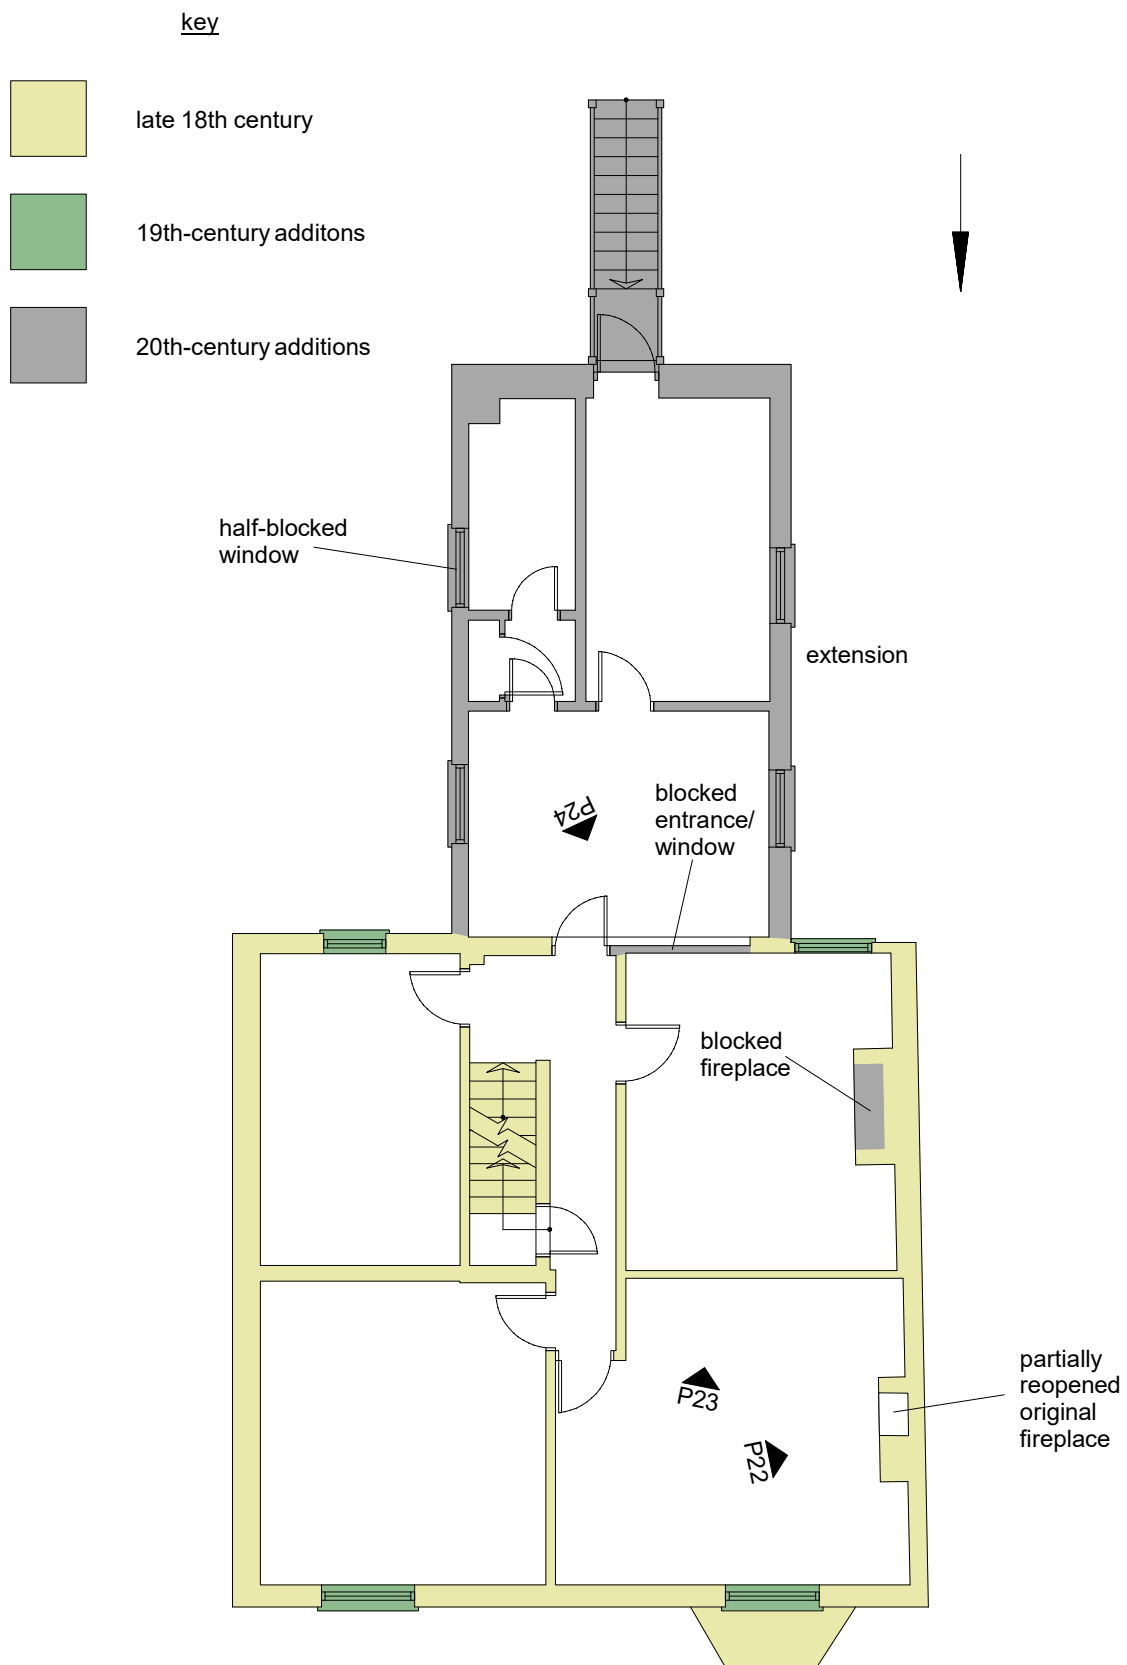 key
late 18th century
19th-century additons
20th-century additions
half-blocked
window
extension
P24
blocked
entrance/
window
blocked
fireplace
partially
reopened
original
fireplace
P23
P22